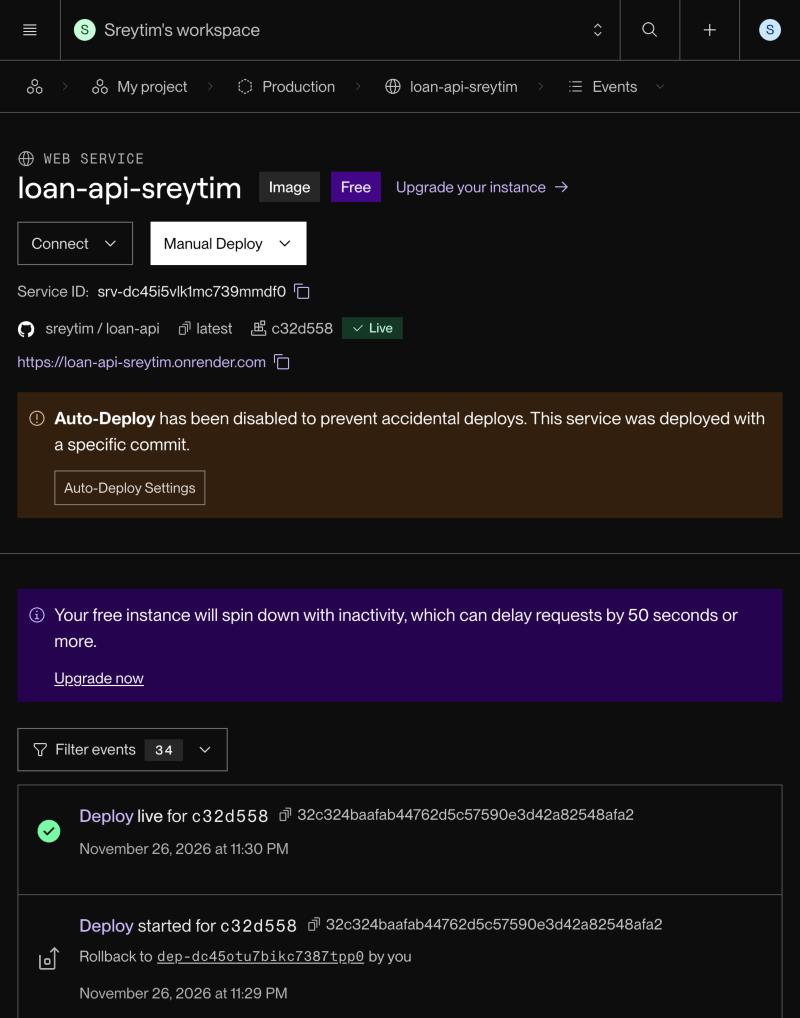 S Sreytim's workspace S
My project Production loan-api-sreytim Events
WEB SERVICE
loan-api-sreytim Image Free Upgrade your instance →
Connect Manual Deploy
Service ID: srv-dc45i5vlk1mc739mmdf0
sreytim / loan-api latest c32d558 Live
https://loan-api-sreytim.onrender.com
Auto-Deploy has been disabled to prevent accidental deploys. This service was deployed with
a specific commit.
Auto-Deploy Settings
Your free instance will spin down with inactivity, which can delay requests by 50 seconds or
more.
Upgrade now
Filter events 34
Deploy live for c32d558 32c324baafab44762d5c57590e3d42a82548afa2
November 26, 2026 at 11:30 PM
Deploy started for c32d558 32c324baafab44762d5c57590e3d42a82548afa2
Rollback to dep-dc45otu7bikc7387tpp0 by you
November 26, 2026 at 11:29 PM